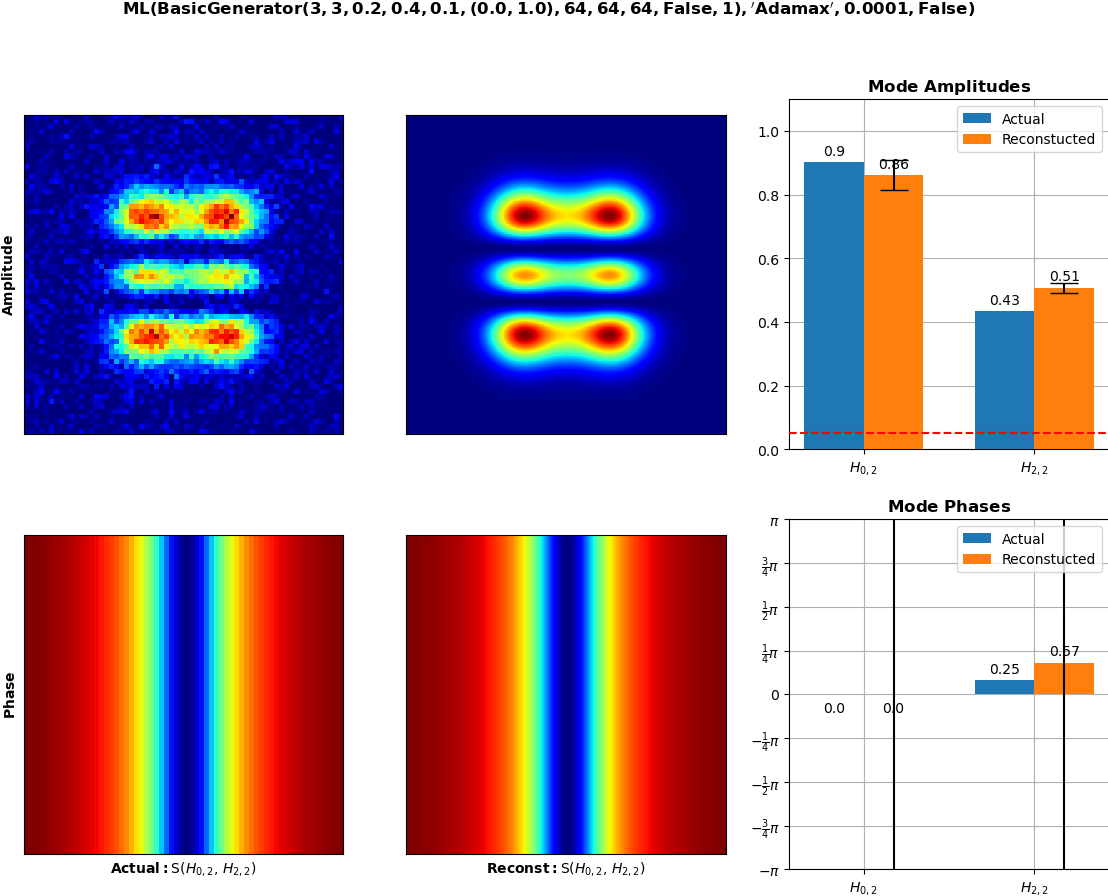 ML(BasicGenerator(3, 3, 0.2, 0.4, 0.1, (0.0, 1.0), 64, 64, 64, False, 1), ′Adamax′, 0.0001, False)
Amplitude
Mode Amplitudes
Actual
Reconstucted
1.0
0.8
0.6
0.4
0.2
0.0
0.9
0.86
0.43
0.51
H0, 2
H2, 2
Phase
Actual: S(H0, 2, H2, 2)
Reconst: S(H0, 2, H2, 2)
Mode Phases
Actual
Reconstucted
π
3/4π
1/2π
1/4π
0
−1/4π
−1/2π
−3/4π
−π
0.0
0.0
0.25
0.57
H0, 2
H2, 2